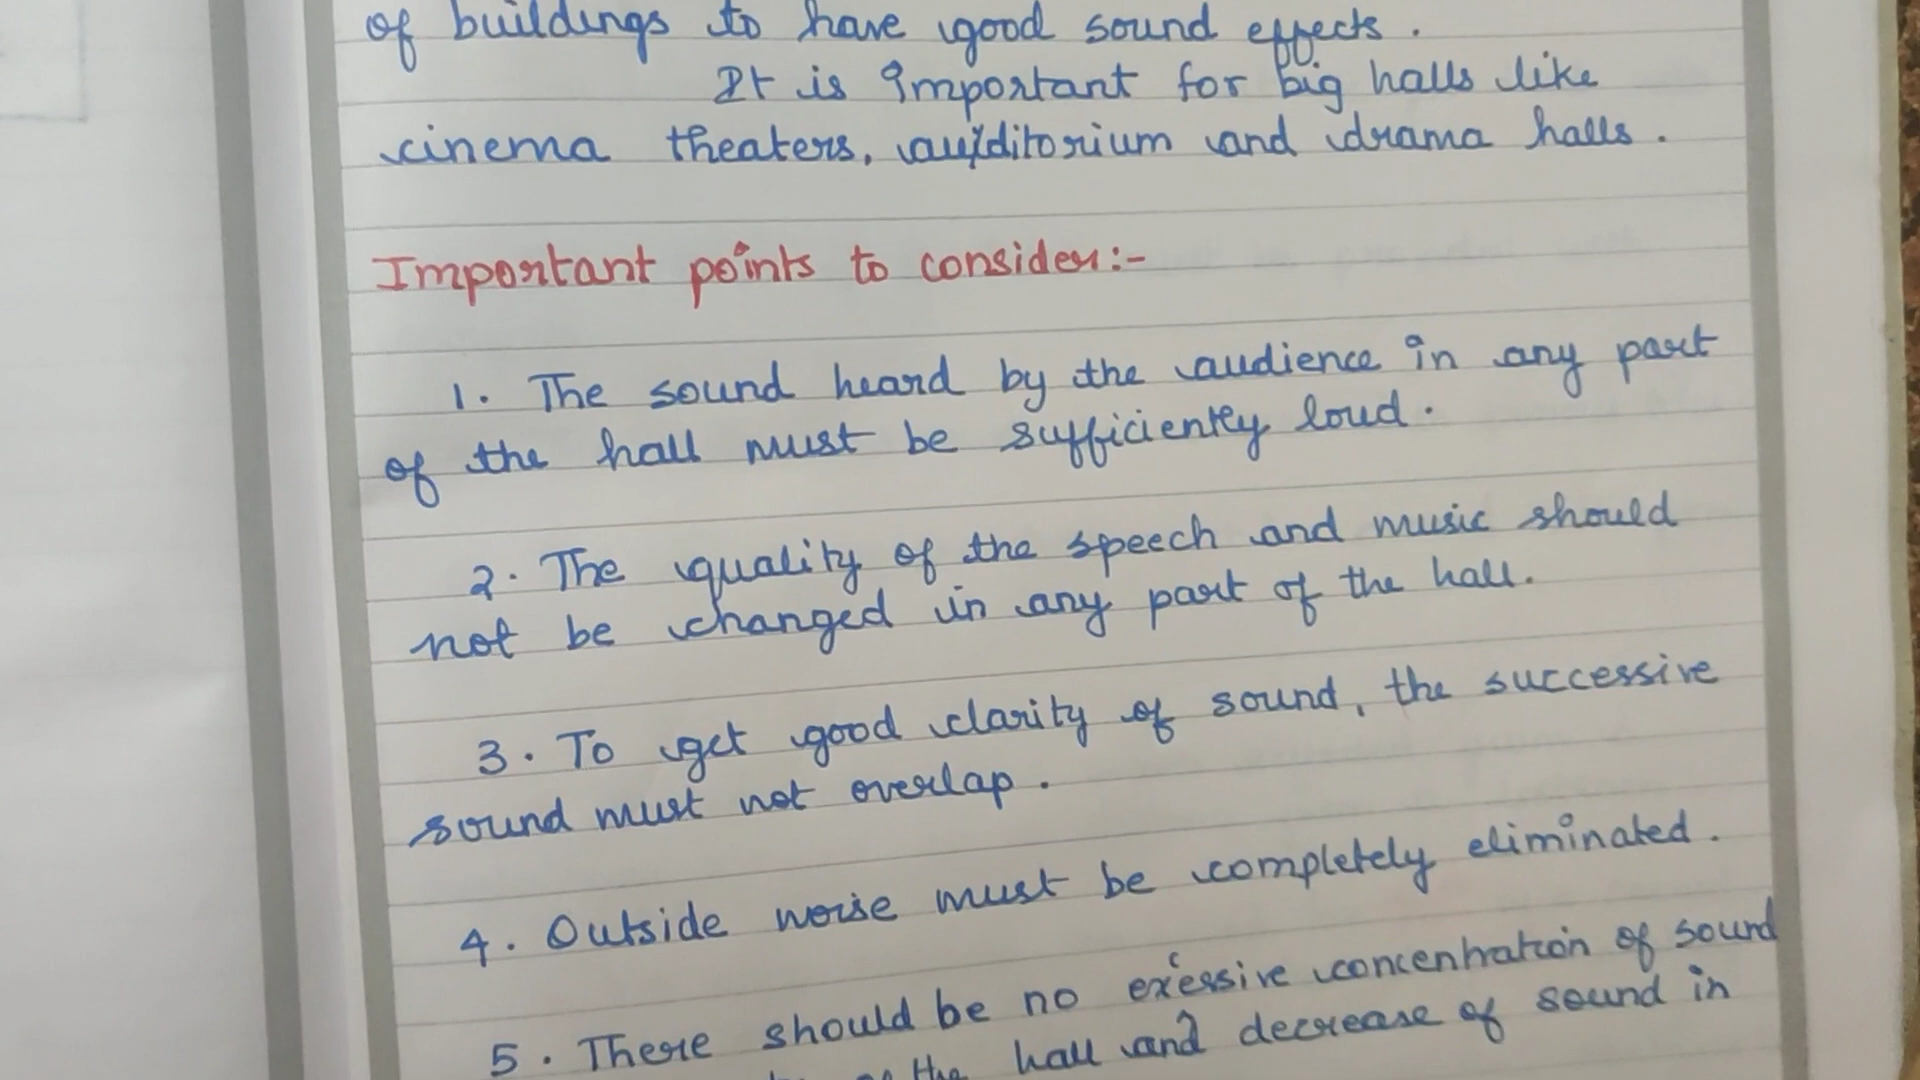 of buildings to have good sound effects.
It is important for big halls like
cinema theaters, auditorium and drama halls.
Important points to consider:-
1. The sound heard by the audience in any part
of the hall must be sufficiently loud.
2. The quality of the speech and music should
not be changed in any part of the hall.
3. To get good clarity of sound, the successive
sound must not overlap.
4. Outside noise must be completely eliminated.
5. There should be no excessive concentration of sound
the hall and decrease of sound in